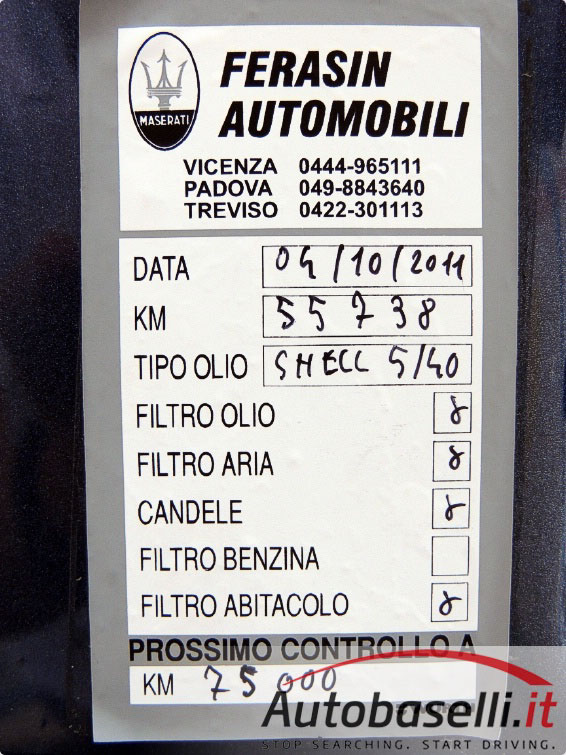 MASERATI
FERASIN
AUTOMOBILI
VICENZA 0444-965111
PADOVA 049-8843640
TREVISO 0422-301113
DATA 04/10/2011
KM 55738
TIPO OLIO SHELL 5/40
FILTRO OLIO
FILTRO ARIA
CANDELE
FILTRO BENZINA
FILTRO ABITACOLO
PROSSIMO CONTROLLO A
KM 75000
Autobaselli.it
STOP SEARCHING. START DRIVING.